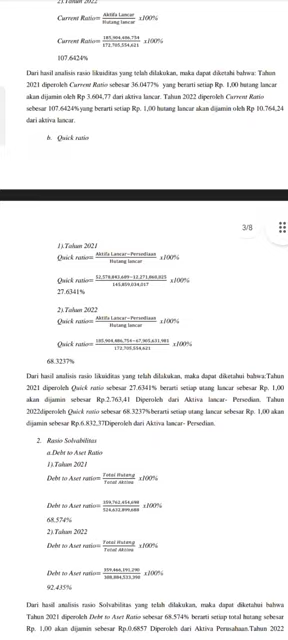 2).Tahun 2022
Current Ratio= Aktifa Lancar / Hutang lancar x100%
Current Ratio= 185,904,486,754 / 172,705,554,621 x100%
107.6424%
Dari hasil analisis rasio likuiditas yang telah dilakukan, maka dapat diketahi bahwa: Tahun
2021 diperoleh Current Ratio sebesar 36.0477% yang berarti setiap Rp. 1,00 hutang lancar
akan dijamin oleh Rp 3.604,77 dari aktiva lancar. Tahun 2022 diperoleh Current Ratio
sebesar 107.6424%yang berarti setiap Rp. 1,00 hutang lancar akan dijamin oleh Rp 10.764,24
dari aktiva lancar.
b. Quick ratio
3/8
1).Tahun 2021
Quick ratio= Aktifa Lancar−Persediaan / Hutang lancar x100%
Quick ratio= 52,578,843,689−12,271,860,025 / 145,859,034,017 x100%
27.6341%
2).Tahun 2022
Quick ratio= Aktifa Lancar−Persediaan / Hutang lancar x100%
Quick ratio= 185,904,486,754−67,905,631,981 / 172,705,554,621 x100%
68.3237%
Dari hasil analisis rasio likuiditas yang telah dilakukan, maka dapat diketahui bahwa:Tahun
2021 diperoleh Quick ratio sebesar 27.6341% berarti setiap utang lancar sebesar Rp. 1,00
akan dijamin sebesar Rp.2.763,41 Diperoleh dari Aktiva lancar- Persedian. Tahun
2022diperoleh Quick ratio sebesar 68.3237%berarti setiap utang lancar sebesar Rp. 1,00 akan
dijamin sebesar Rp.6.832,37Diperoleh dari Aktiva lancar- Persedian.
2. Rasio Solvabilitas
a.Debt to Aset Ratio
1).Tahun 2021
Debt to Aset ratio= Total Hutang / Total Aktiva x100%
Debt to Aset ratio= 359,762,454,698 / 524,632,899,688 x100%
68.574%
2).Tahun 2022
Debt to Aset ratio= Total Hutang / Total Aktiva x100%
Debt to Aset ratio= 359,466,191,290 / 388,884,523,390 x100%
92.435%
Dari hasil analisis rasio Solvabilitas yang telah dilakukan, maka dapat diketahui bahwa
Tahun 2021 diperoleh Debt to Aset Ratio sebesar 68.574% berarti setiap total hutang sebesar
Rp. 1,00 akan dijamin sebesar Rp.0.6857 Diperoleh dari Aktiva Perusahaan.Tahun 2022